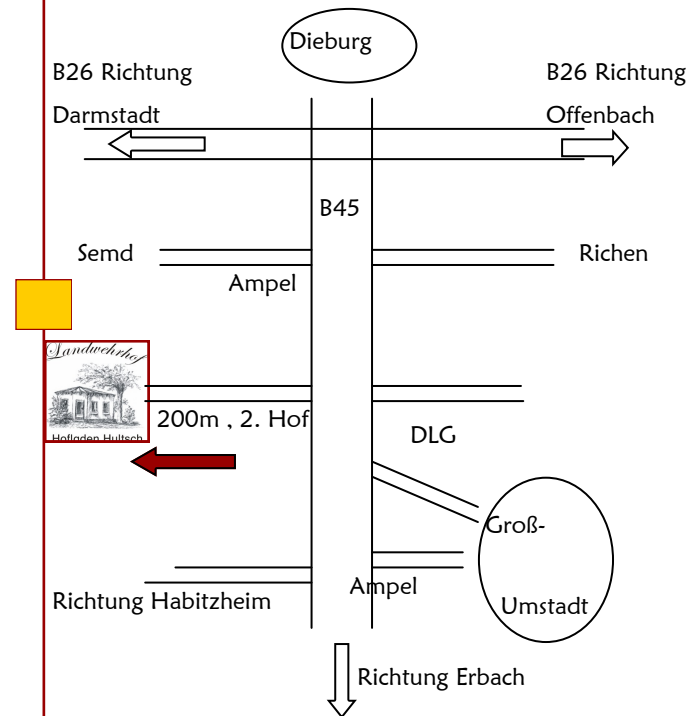 Dieburg
B26 Richtung
Darmstadt
B26 Richtung
Offenbach
B45
Semd
Richen
Ampel
Landwehrhof
Hofladen Hultsch
200m , 2. Hof
DLG
Groß-
Umstadt
Ampel
Richtung Habitzheim
Richtung Erbach